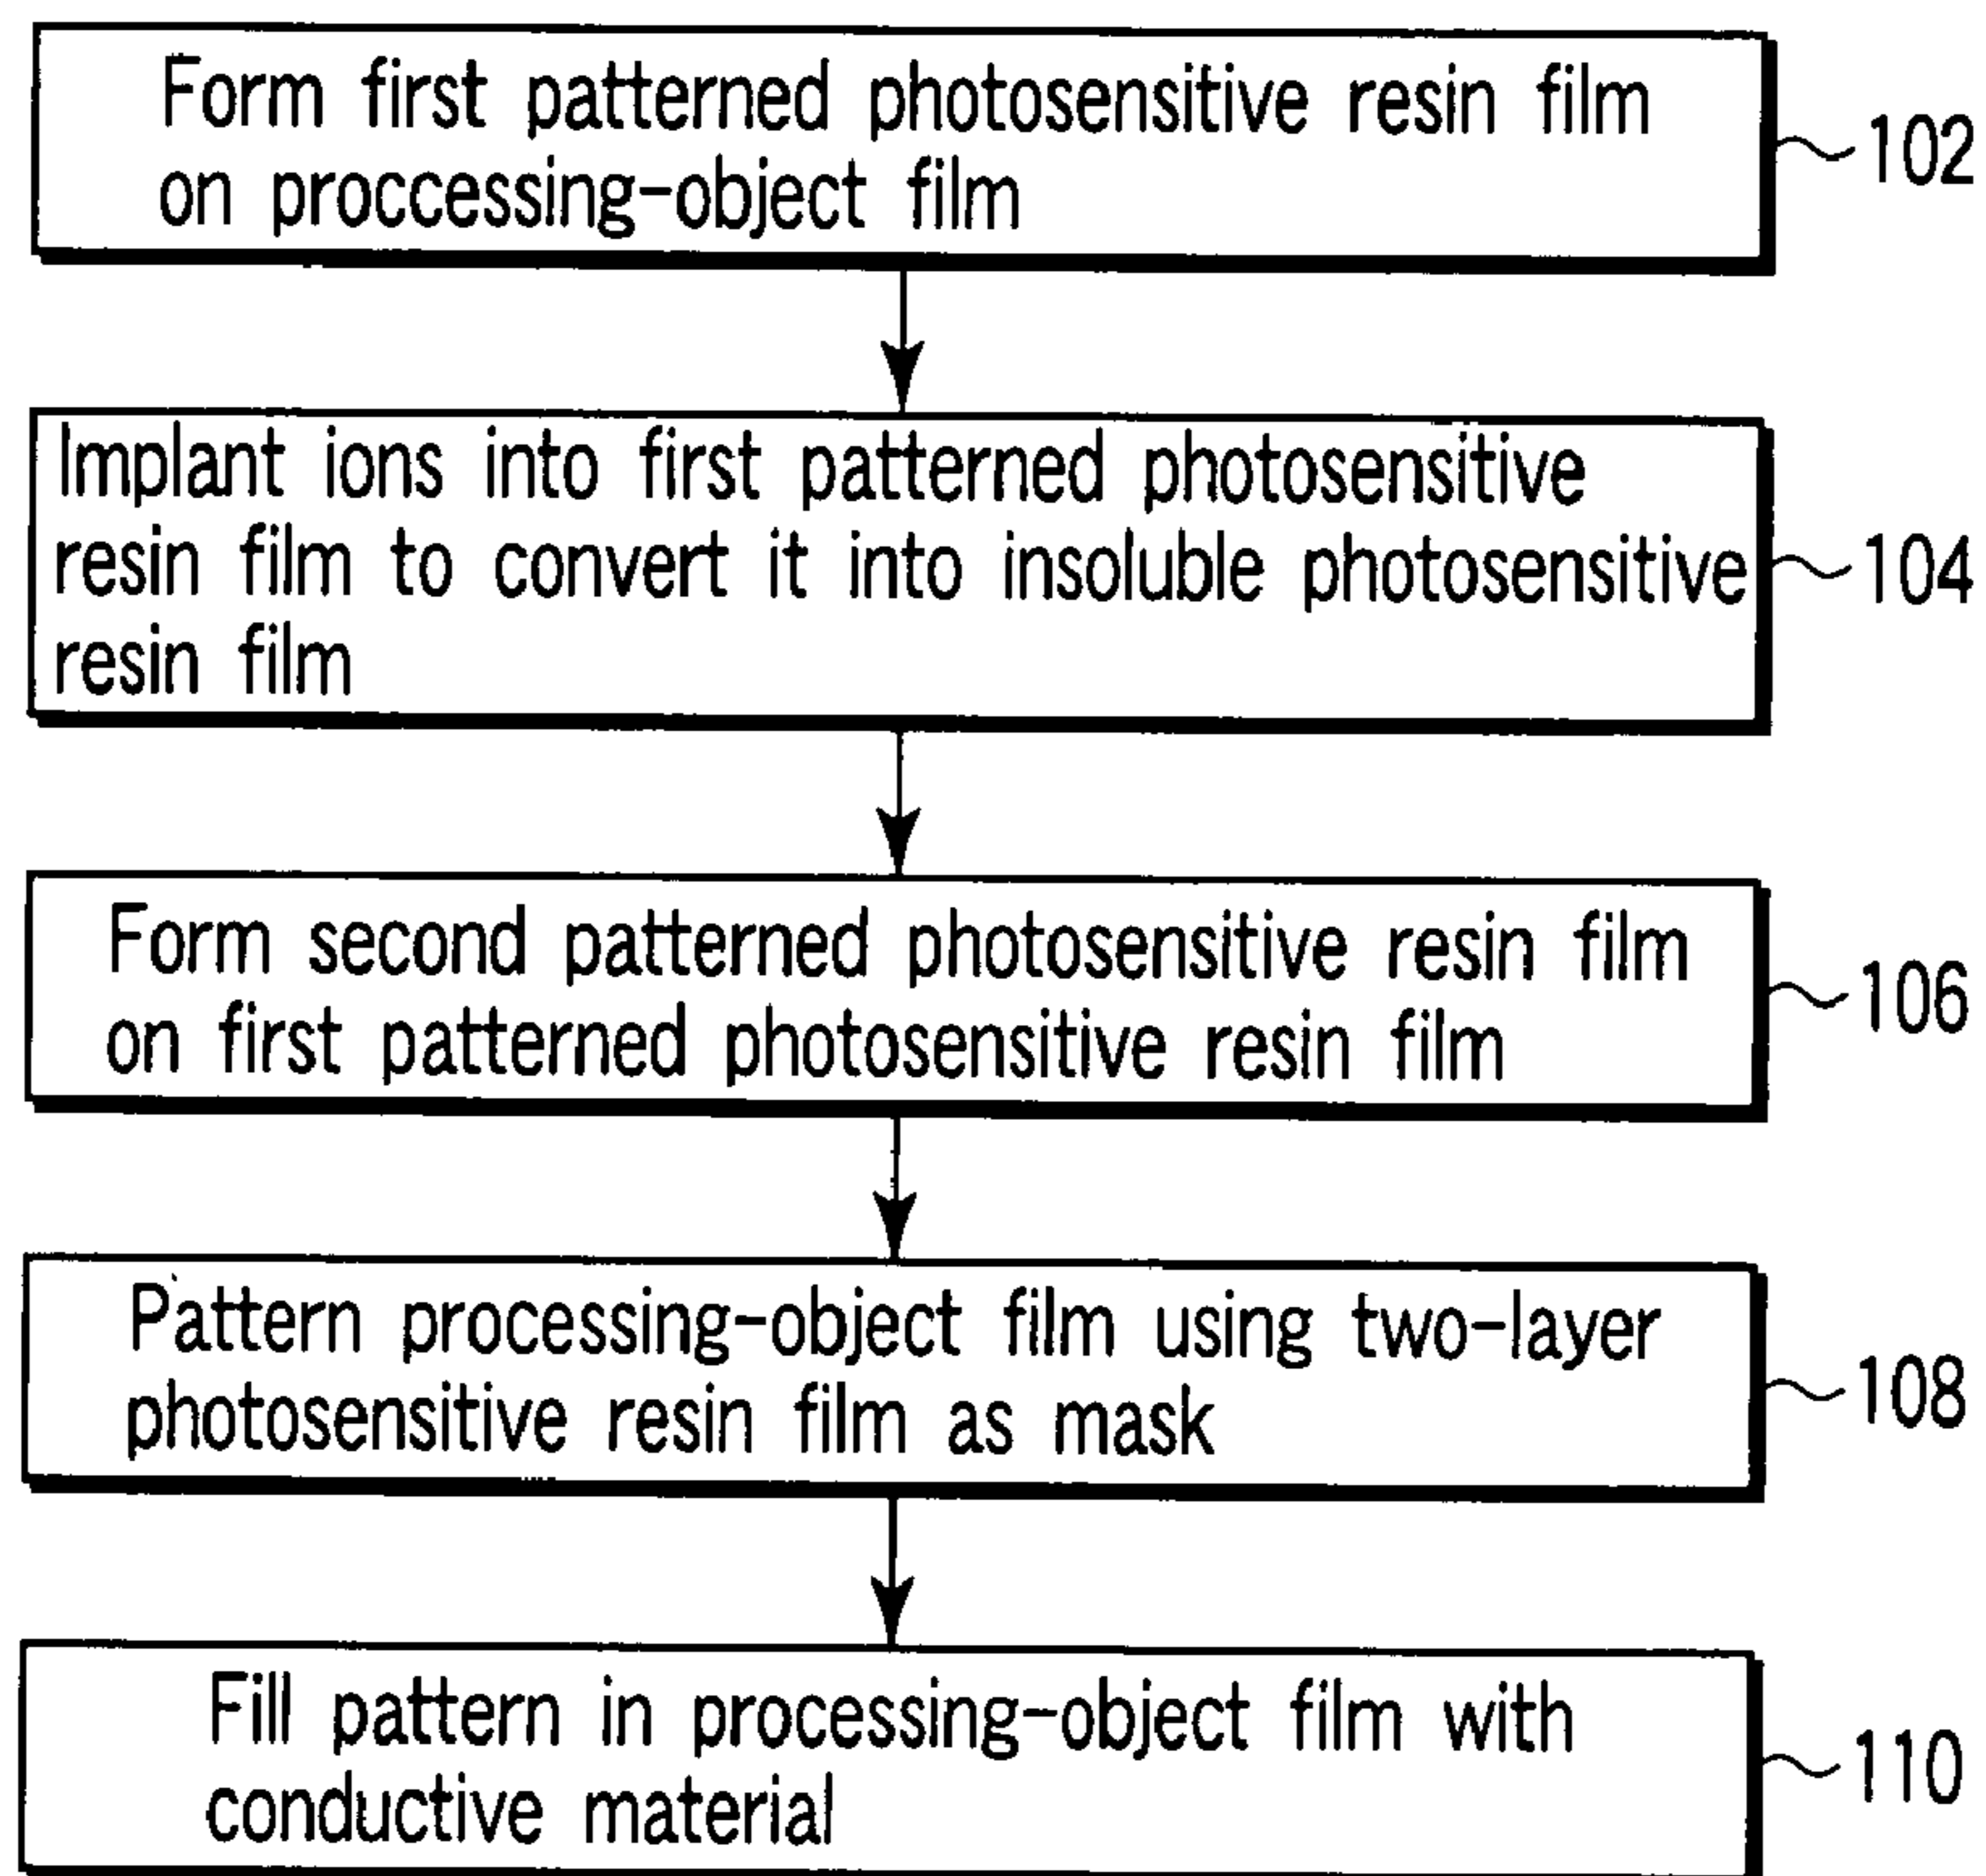 Form first patterned photosensitive resin film
on proccessing-object film
102
Implant ions into first patterned photosensitive
resin film to convert it into insoluble photosensitive
resin film
104
Form second patterned photosensitive resin film
on first patterned photosensitive resin film
106
Pattern processing-object film using two-layer
photosensitive resin film as mask
108
Fill pattern in processing-object film with
conductive material
110